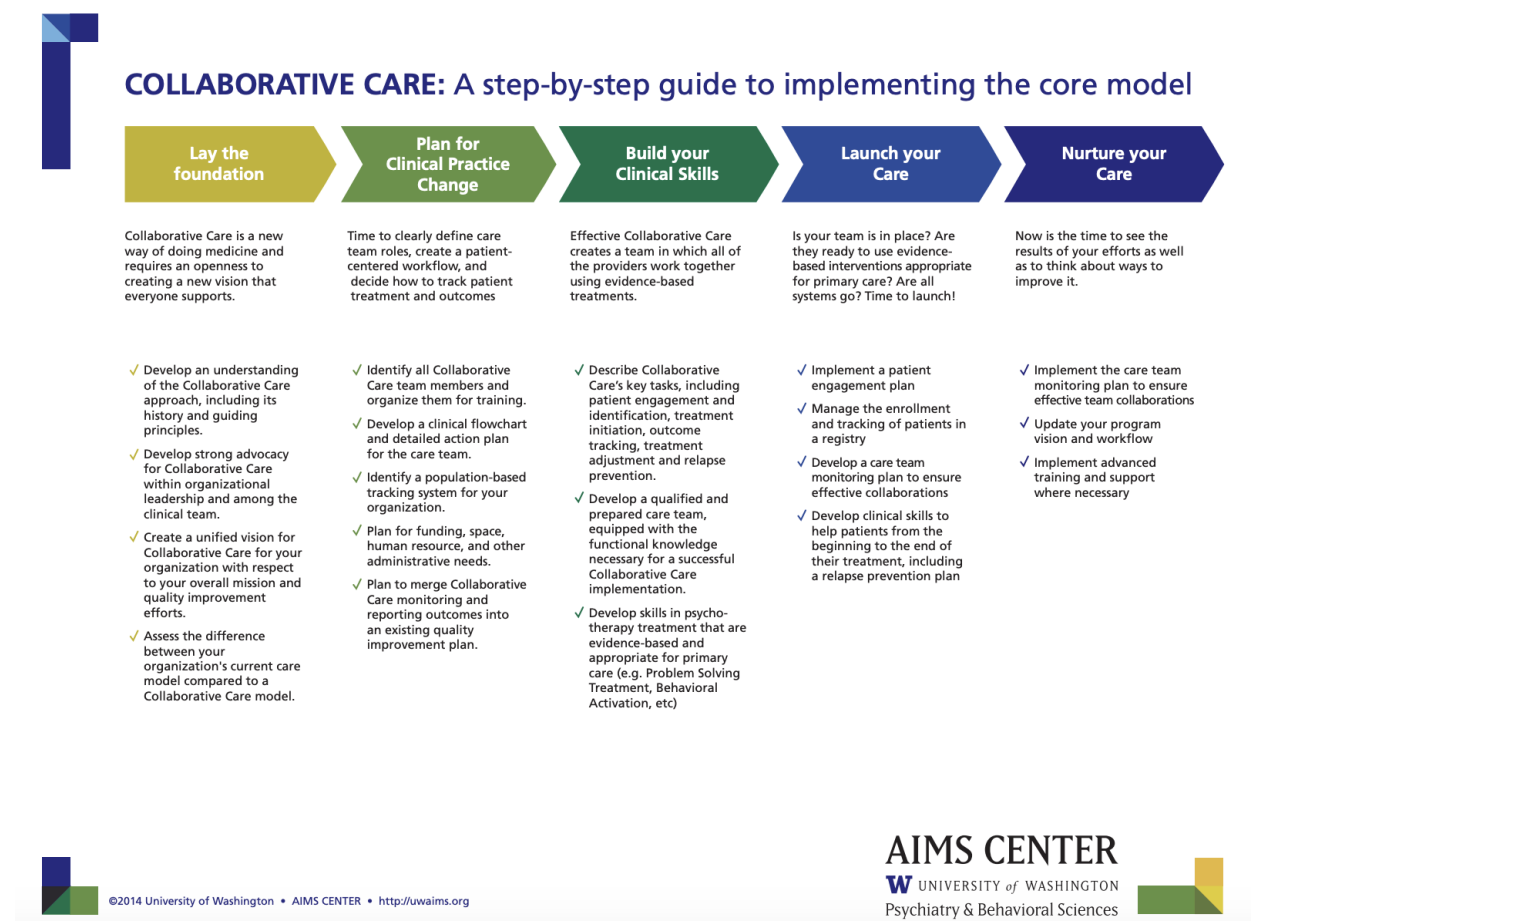 COLLABORATIVE CARE: A step-by-step guide to implementing the core model
Lay the
foundation
Plan for
Clinical Practice
Change
Build your
Clinical Skills
Launch your
Care
Nurture your
Care
Collaborative Care is a new
way of doing medicine and
requires an openness to
creating a new vision that
everyone supports.
Time to clearly define care
team roles, create a patient-
centered workflow, and
decide how to track patient
treatment and outcomes
Effective Collaborative Care
creates a team in which all of
the providers work together
using evidence-based
treatments.
Is your team is in place? Are
they ready to use evidence-
based interventions appropriate
for primary care? Are all
systems go? Time to launch!
Now is the time to see the
results of your efforts as well
as to think about ways to
improve it.
✓ Develop an understanding
of the Collaborative Care
approach, including its
history and guiding
principles.
✓ Develop strong advocacy
for Collaborative Care
within organizational
leadership and among the
clinical team.
✓ Create a unified vision for
Collaborative Care for your
organization with respect
to your overall mission and
quality improvement
efforts.
✓ Assess the difference
between your
organization's current care
model compared to a
Collaborative Care model.
✓ Identify all Collaborative
Care team members and
organize them for training.
✓ Develop a clinical flowchart
and detailed action plan
for the care team.
✓ Identify a population-based
tracking system for your
organization.
✓ Plan for funding, space,
human resource, and other
administrative needs.
✓ Plan to merge Collaborative
Care monitoring and
reporting outcomes into
an existing quality
improvement plan.
✓ Describe Collaborative
Care's key tasks, including
patient engagement and
identification, treatment
initiation, outcome
tracking, treatment
adjustment and relapse
prevention.
✓ Develop a qualified and
prepared care team,
equipped with the
functional knowledge
necessary for a successful
Collaborative Care
implementation.
✓ Develop skills in psycho-
therapy treatment that are
evidence-based and
appropriate for primary
care (e.g. Problem Solving
Treatment, Behavioral
Activation, etc)
✓ Implement a patient
engagement plan
✓ Manage the enrollment
and tracking of patients in
a registry
✓ Develop a care team
monitoring plan to ensure
effective collaborations
✓ Develop clinical skills to
help patients from the
beginning to the end of
their treatment, including
a relapse prevention plan
✓ Implement the care team
monitoring plan to ensure
effective team collaborations
✓ Update your program
vision and workflow
✓ Implement advanced
training and support
where necessary
©2014 University of Washington • AIMS CENTER • http://uwaims.org
AIMS CENTER
W UNIVERSITY of WASHINGTON
Psychiatry & Behavioral Sciences